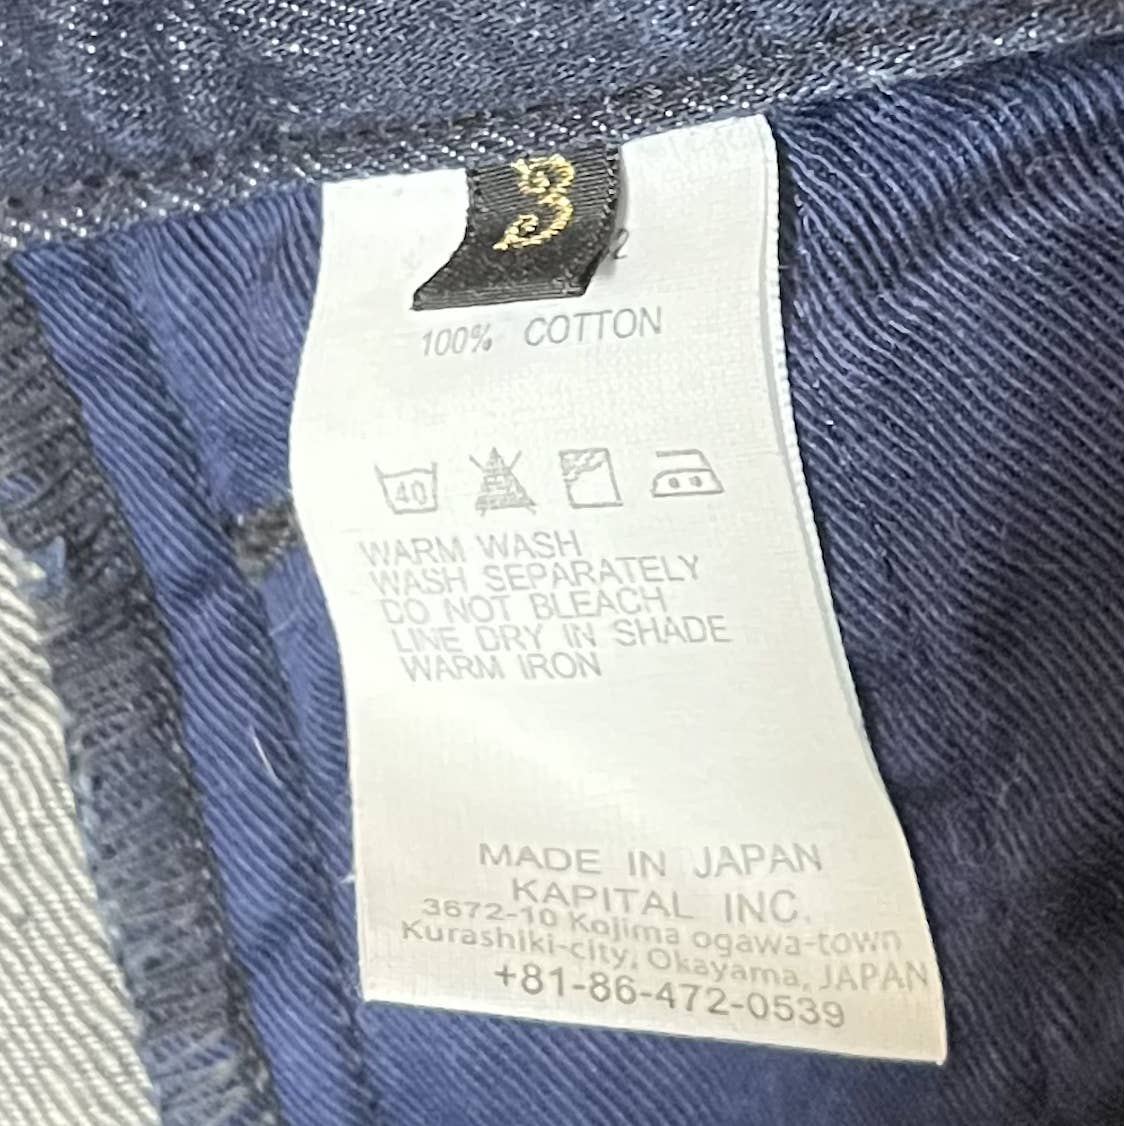 3
100% COTTON
40
WARM WASH
WASH SEPARATELY
DO NOT BLEACH
LINE DRY IN SHADE
WARM IRON
MADE IN JAPAN
KAPITAL INC.
3672-10 Kojima ogawa-town
Kurashiki-city, Okayama, JAPAN
+81-86-472-0539